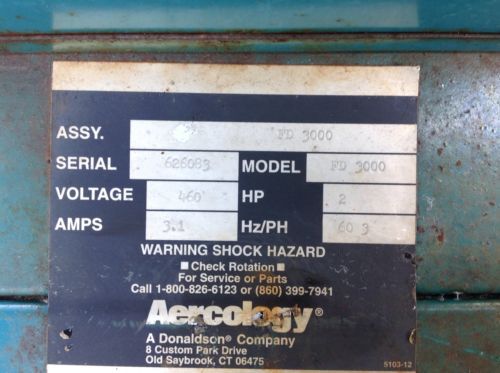 ASSY. FD 3000
SERIAL 626083 MODEL FD 3000
VOLTAGE 460 HP 2
AMPS 3.1 Hz/PH 60 3
WARNING SHOCK HAZARD
■ Check Rotation ■
For Service or Parts
Call 1-800-826-6123 or (860) 399-7941
Aercology®
A Donaldson® Company
8 Custom Park Drive
Old Saybrook, CT 06475
5103-12